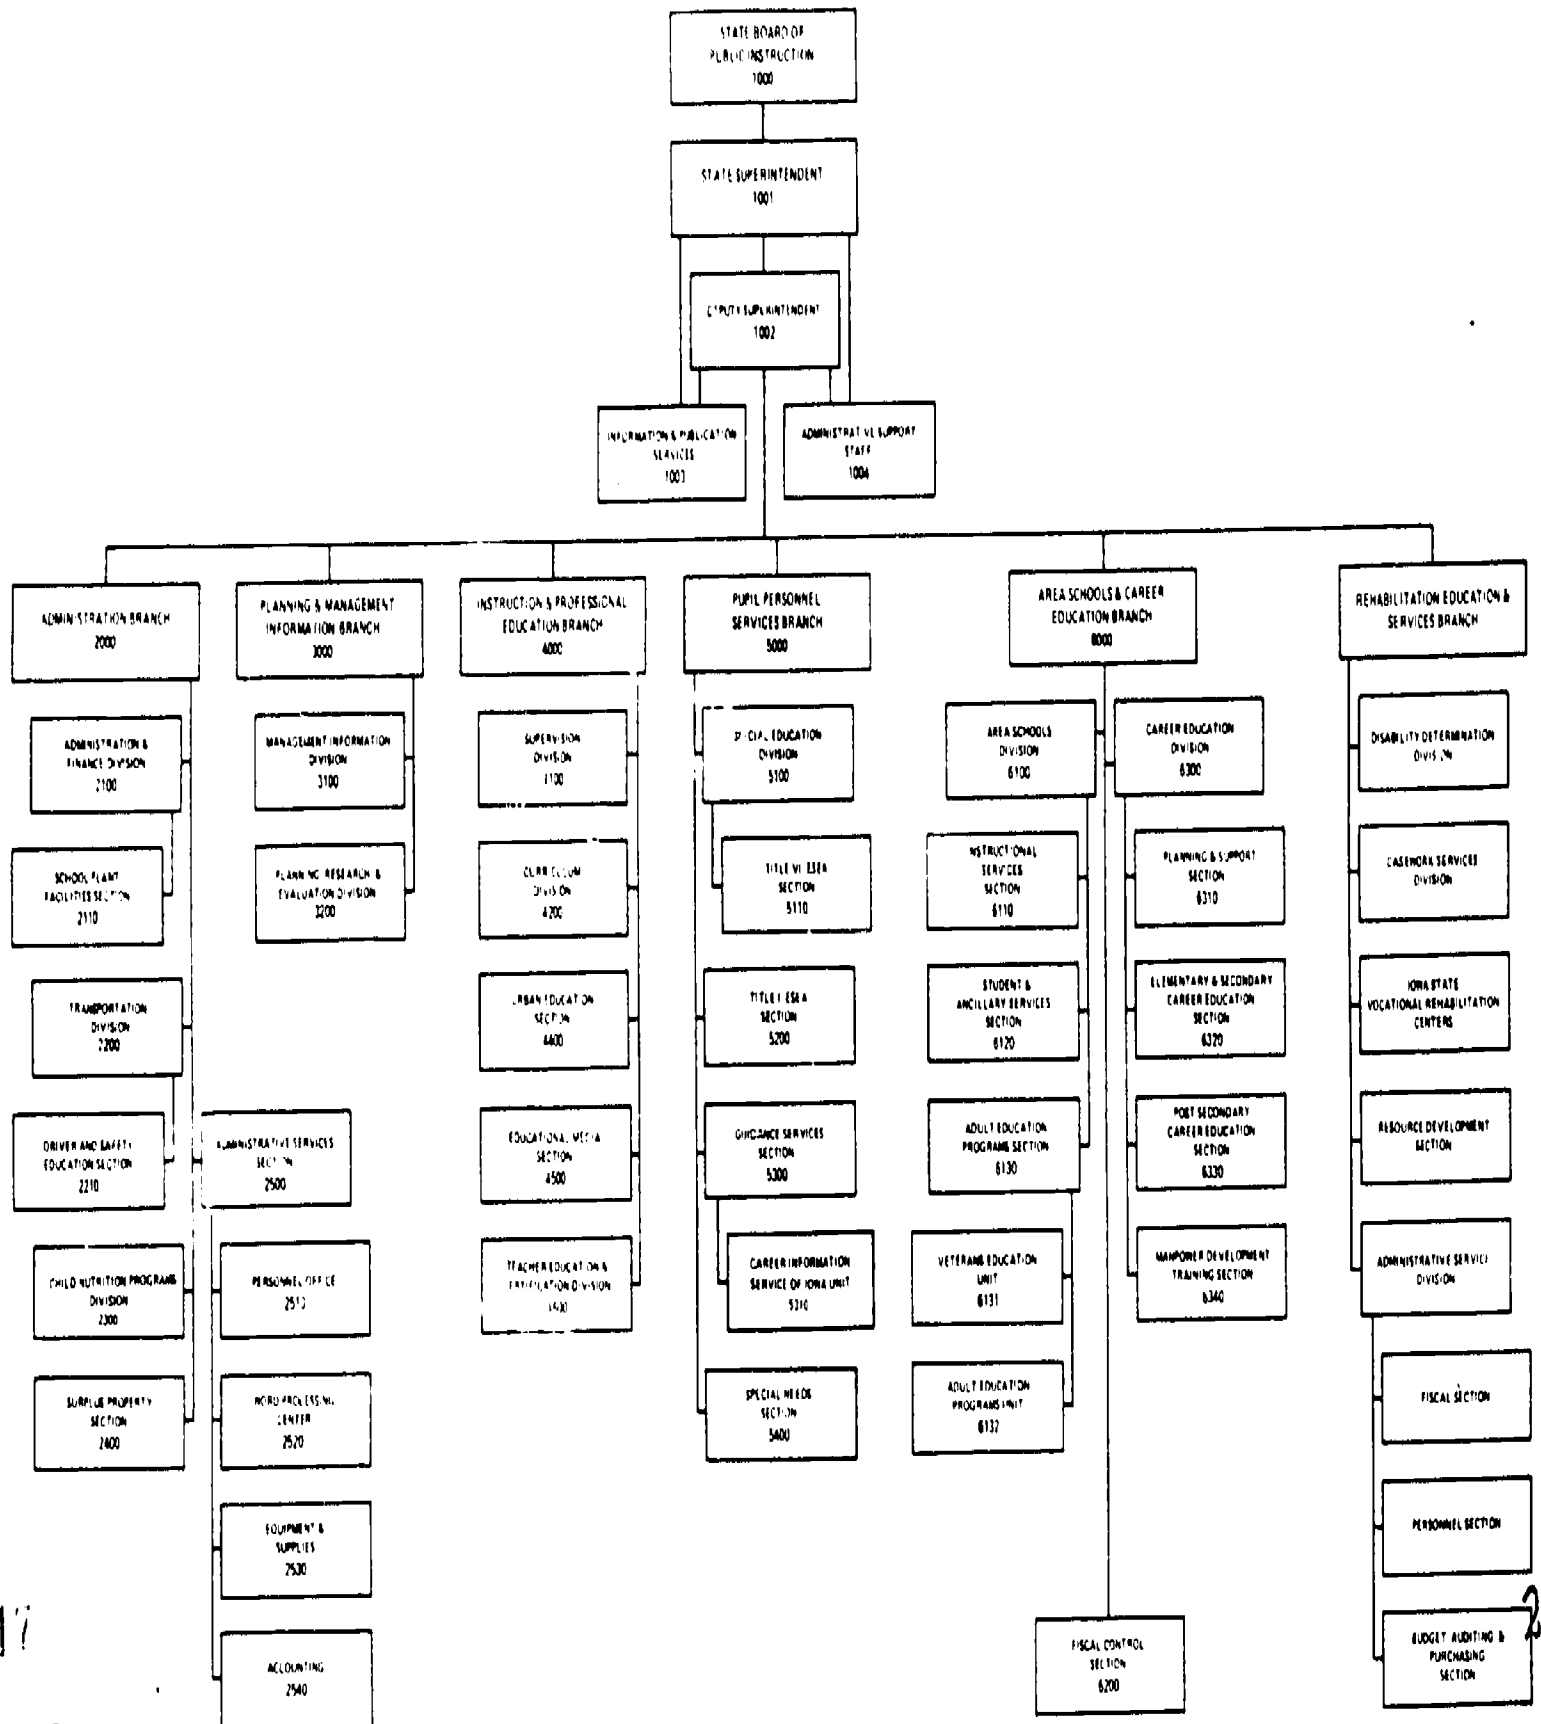 STATE BOARD OF
PUBLIC INSTRUCTION
1000
STATE SUPERINTENDENT
1001
DEPUTY SUPERINTENDENT
1002
INFORMATION & PUBLICATION
SERVICES
1003
ADMINISTRATIVE SUPPORT
STAFF
1004
ADMINISTRATION BRANCH
2000
PLANNING & MANAGEMENT
INFORMATION BRANCH
3000
INSTRUCTION & PROFESSIONAL
EDUCATION BRANCH
4000
PUPIL PERSONNEL
SERVICES BRANCH
5000
AREA SCHOOLS & CAREER
EDUCATION BRANCH
6000
REHABILITATION EDUCATION &
SERVICES BRANCH
ADMINISTRATION &
FINANCE DIVISION
2100
SCHOOL PLANT
FACILITIES SECTION
2110
TRANSPORTATION
DIVISION
2200
DRIVER AND SAFETY
EDUCATION SECTION
2210
CHILD NUTRITION PROGRAMS
DIVISION
2300
SURPLUS PROPERTY
SECTION
2400
ADMINISTRATIVE SERVICES
SECTION
2500
PERSONNEL OFFICE
2510
WORD PROCESSING
CENTER
2520
EQUIPMENT &
SUPPLIES
2530
ACCOUNTING
2540
MANAGEMENT INFORMATION
DIVISION
3100
PLANNING RESEARCH &
EVALUATION DIVISION
3200
SUPERVISION
DIVISION
4100
CURRICULUM
DIVISION
4200
URBAN EDUCATION
SECTION
4400
EDUCATIONAL MEDIA
SECTION
4500
TEACHER EDUCATION &
CERTIFICATION DIVISION
SPECIAL EDUCATION
DIVISION
5100
TITLE VI ESEA
SECTION
5110
TITLE I ESEA
SECTION
5200
GUIDANCE SERVICES
SECTION
5300
CAREER INFORMATION
SERVICE OF IOWA UNIT
5310
SPECIAL NEEDS
SECTION
5400
AREA SCHOOLS
DIVISION
6100
INSTRUCTIONAL
SERVICES
SECTION
6110
STUDENT &
ANCILLARY SERVICES
SECTION
6120
ADULT EDUCATION
PROGRAMS SECTION
6130
VETERANS EDUCATION
UNIT
6131
ADULT EDUCATION
PROGRAMS UNIT
6132
CAREER EDUCATION
DIVISION
6300
PLANNING & SUPPORT
SECTION
6310
ELEMENTARY & SECONDARY
CAREER EDUCATION
SECTION
6320
POST SECONDARY
CAREER EDUCATION
SECTION
6330
MANPOWER DEVELOPMENT
TRAINING SECTION
6340
FISCAL CONTROL
SECTION
6200
DISABILITY DETERMINATION
DIVISION
CASEWORK SERVICES
DIVISION
IOWA STATE
VOCATIONAL REHABILITATION
CENTERS
RESOURCE DEVELOPMENT
SECTION
ADMINISTRATIVE SERVICE
DIVISION
FISCAL SECTION
PERSONNEL SECTION
BUDGET AUDITING &
PURCHASING
SECTION
17
2